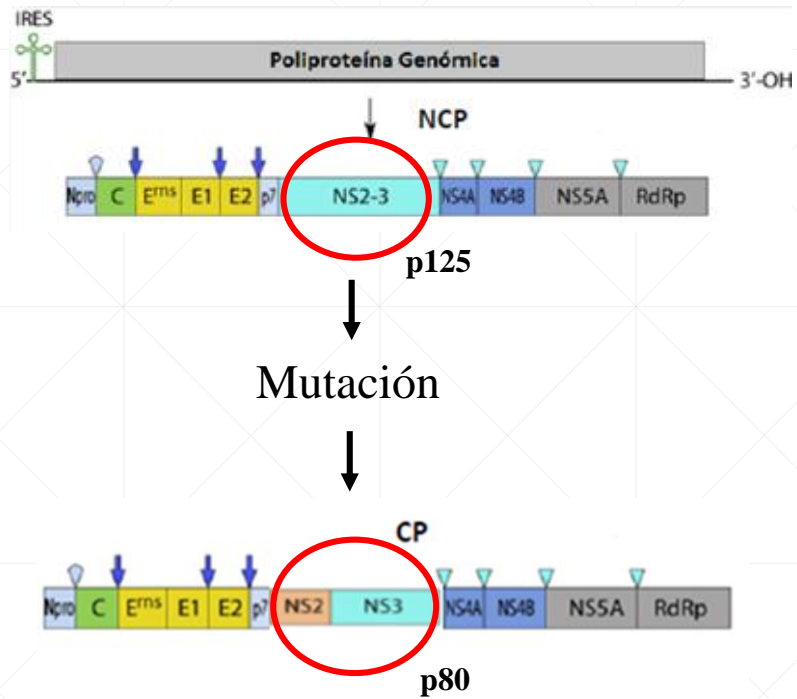 IRES
Poliproteína Genómica
5' 3'-OH
NCP
Npro C Erns E1 E2 p7 NS2-3 NS4A NS4B NS5A RdRp
p125
Mutación
CP
Npro C Erns E1 E2 p7 NS2 NS3 NS4A NS4B NS5A RdRp
p80